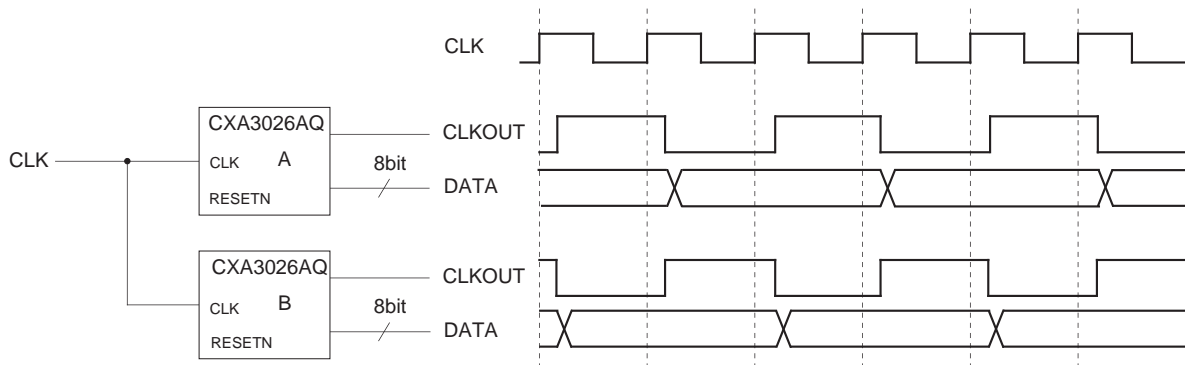 CLK
CXA3026AQ
CLKOUT
CLK
CLK
A
8bit
DATA
RESETN
CXA3026AQ
CLKOUT
CLK
B
8bit
DATA
RESETN